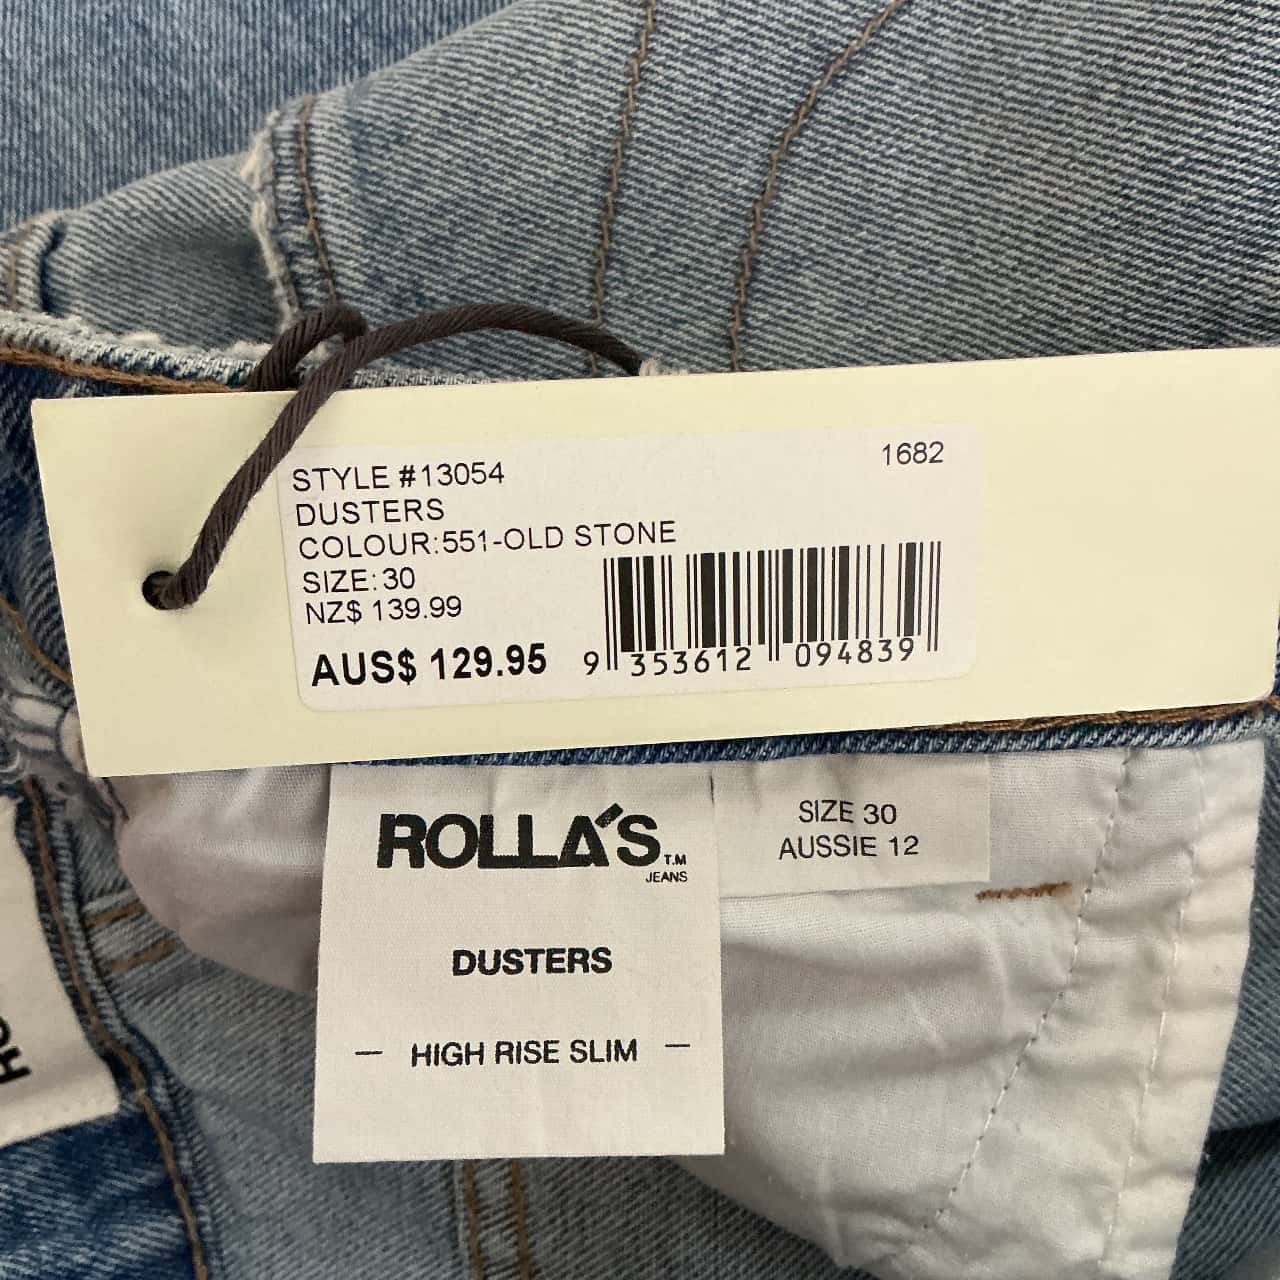 STYLE #13054
1682
DUSTERS
COLOUR:551-OLD STONE
SIZE:30
NZ$ 139.99
AUS$ 129.95
9 353612 094839
ROLLA'S T.M
JEANS
SIZE 30
AUSSIE 12
DUSTERS
— HIGH RISE SLIM —